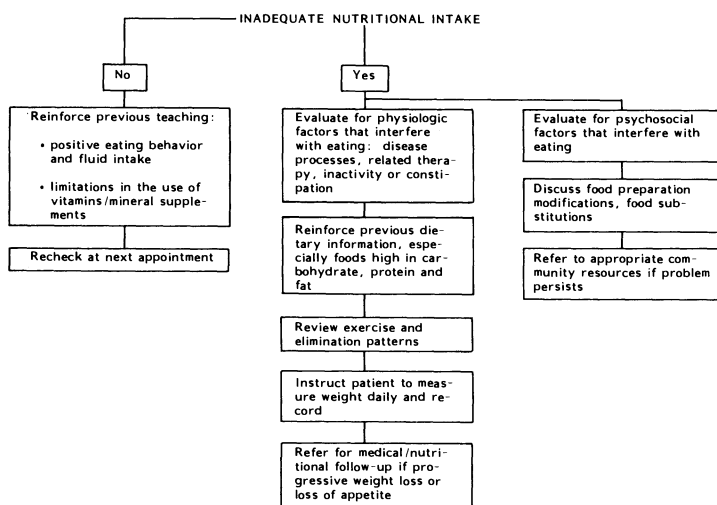 INADEQUATE NUTRITIONAL INTAKE
No
Reinforce previous teaching:
• positive eating behavior
and fluid intake
• limitations in the use of
vitamins/mineral supple-
ments
Recheck at next appointment
Yes
Evaluate for physiologic
factors that interfere
with eating: disease
processes, related thera-
py, inactivity or consti-
pation
Reinforce previous die-
tary information, espe-
cially foods high in car-
bohydrate, protein and
fat
Review exercise and
elimination patterns
Instruct patient to meas-
ure weight daily and re-
cord
Refer for medical/nutri-
tional follow-up if pro-
gressive weight loss or
loss of appetite
Evaluate for psychosocial
factors that interfere with
eating
Discuss food preparation
modifications, food sub-
stitutions
Refer to appropriate com-
munity resources if problem
persists